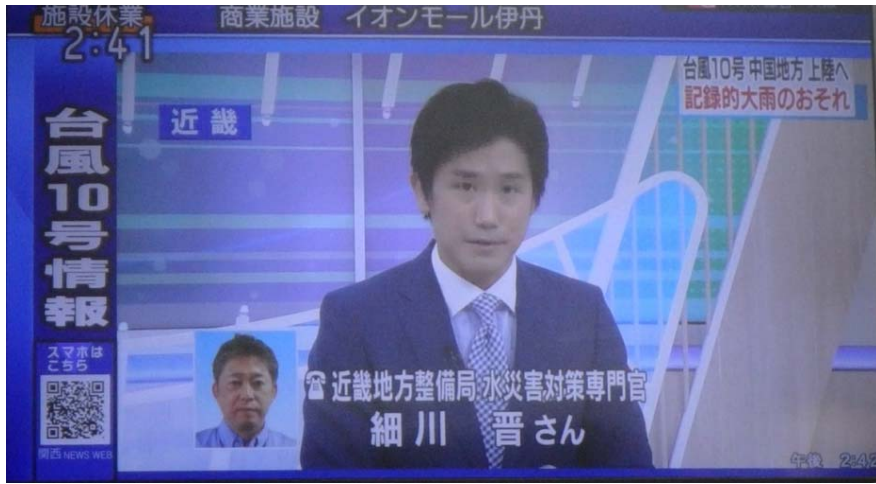 施設休業 商業施設 イオンモール伊丹
2:41
台風10号 中国地方 上陸へ
記録的大雨のおそれ
近畿
台風10号情報
スマホは
こちら
関西 NEWS WEB
☎近畿地方整備局 水災害対策専門官
細川 晋さん
午後 2:42